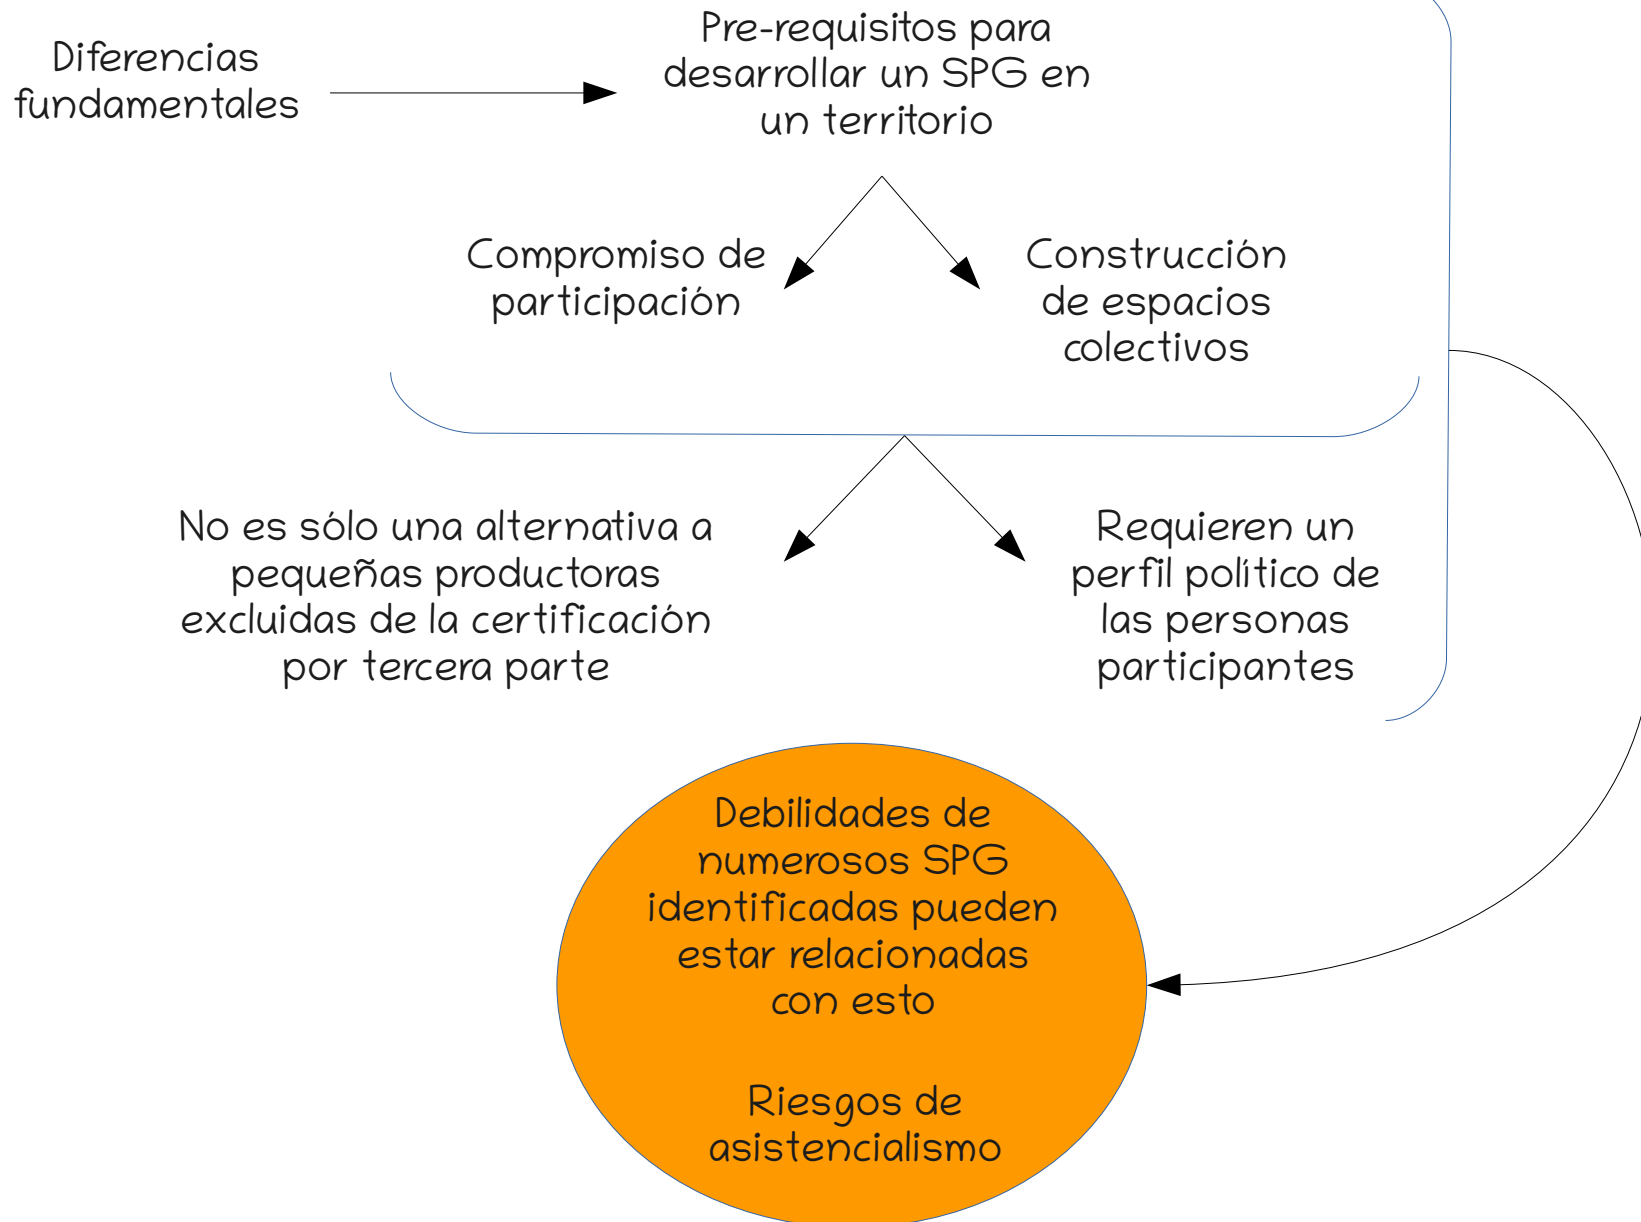 Diferencias
fundamentales
Pre-requisitos para
desarrollar un SPG en
un territorio
Compromiso de
participación
Construcción
de espacios
colectivos
No es sólo una alternativa a
pequeñas productoras
excluidas de la certificación
por tercera parte
Requieren un
perfil político de
las personas
participantes
Debilidades de
numerosos SPG
identificadas pueden
estar relacionadas
con esto
Riesgos de
asistencialismo